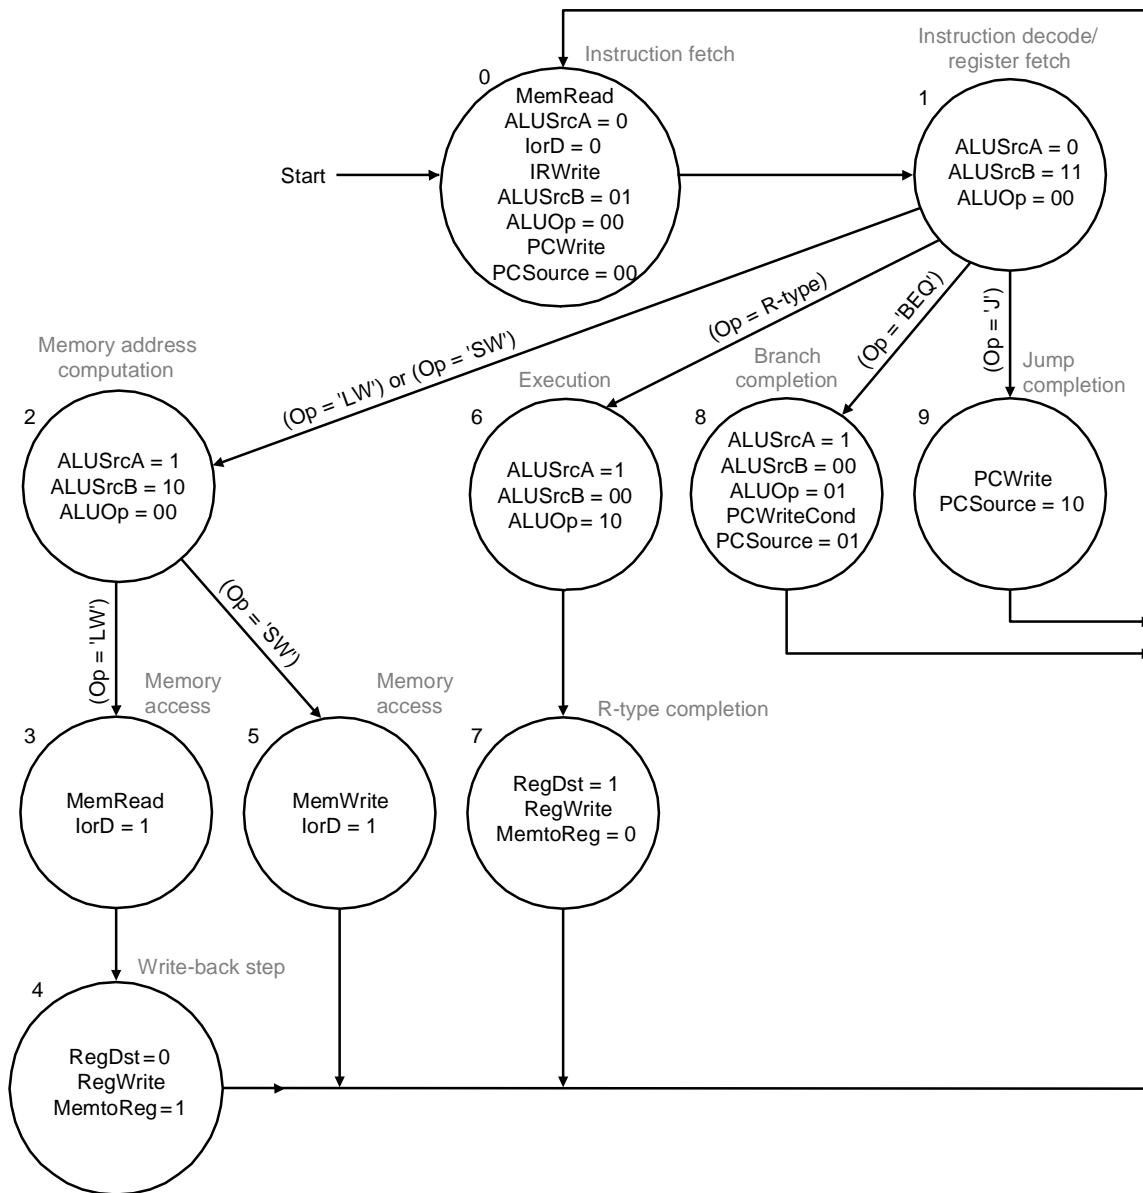 Instruction fetch
0
MemRead
ALUSrcA = 0
IorD = 0
IRWrite
ALUSrcB = 01
ALUOp = 00
PCWrite
PCSource = 00
Start
Instruction decode/
register fetch
1
ALUSrcA = 0
ALUSrcB = 11
ALUOp = 00
(Op = 'LW') or (Op = 'SW')
(Op = R-type)
(Op = 'BEQ')
(Op = 'J')
Memory address
computation
2
ALUSrcA = 1
ALUSrcB = 10
ALUOp = 00
Execution
6
ALUSrcA = 1
ALUSrcB = 00
ALUOp = 10
Branch
completion
8
ALUSrcA = 1
ALUSrcB = 00
ALUOp = 01
PCWriteCond
PCSource = 01
Jump
completion
9
PCWrite
PCSource = 10
(Op = 'LW')
(Op = 'SW')
Memory
access
3
MemRead
IorD = 1
Memory
access
5
MemWrite
IorD = 1
R-type completion
7
RegDst = 1
RegWrite
MemtoReg = 0
Write-back step
4
RegDst = 0
RegWrite
MemtoReg = 1